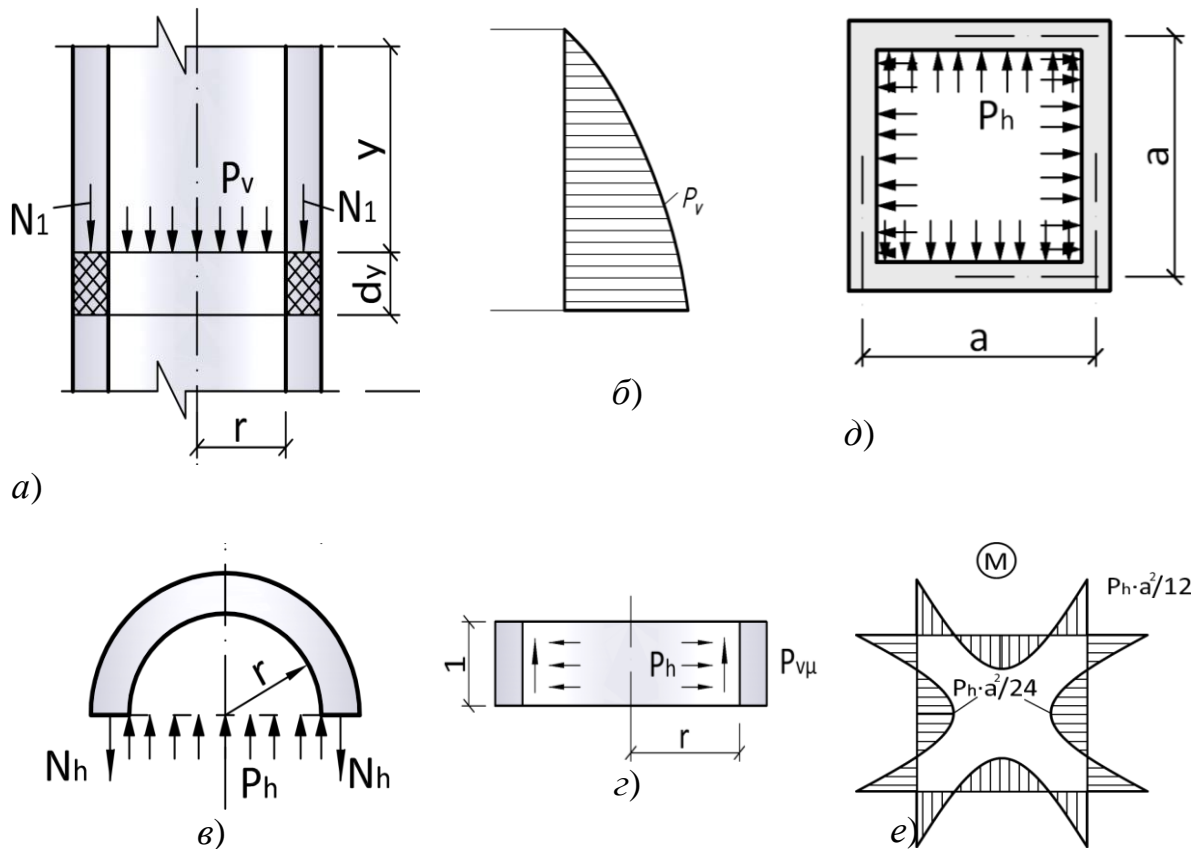 y
Pv
N1
N1
dy
r
а)
Pv
б)
Ph
a
a
д)
r
Nh
Ph
Nh
в)
1
Ph
Pvμ
r
г)
M
Ph·a²/12
Ph·a²/24
е)